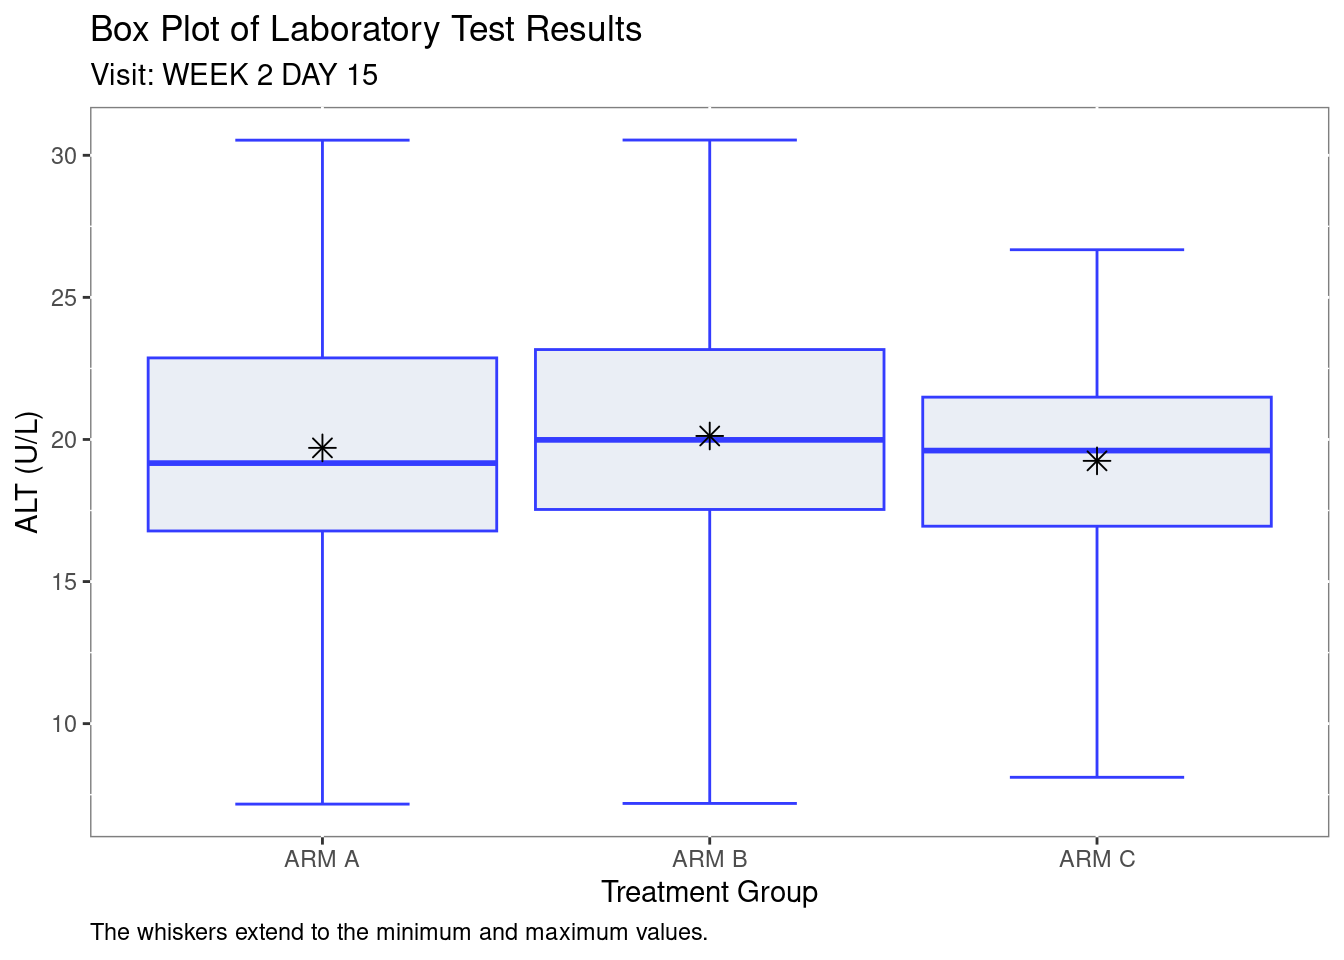 Box Plot of Laboratory Test Results
Visit: WEEK 2 DAY 15
ALT (U/L)
30
25
20
15
10
ARM A ARM B ARM C
Treatment Group
The whiskers extend to the minimum and maximum values.